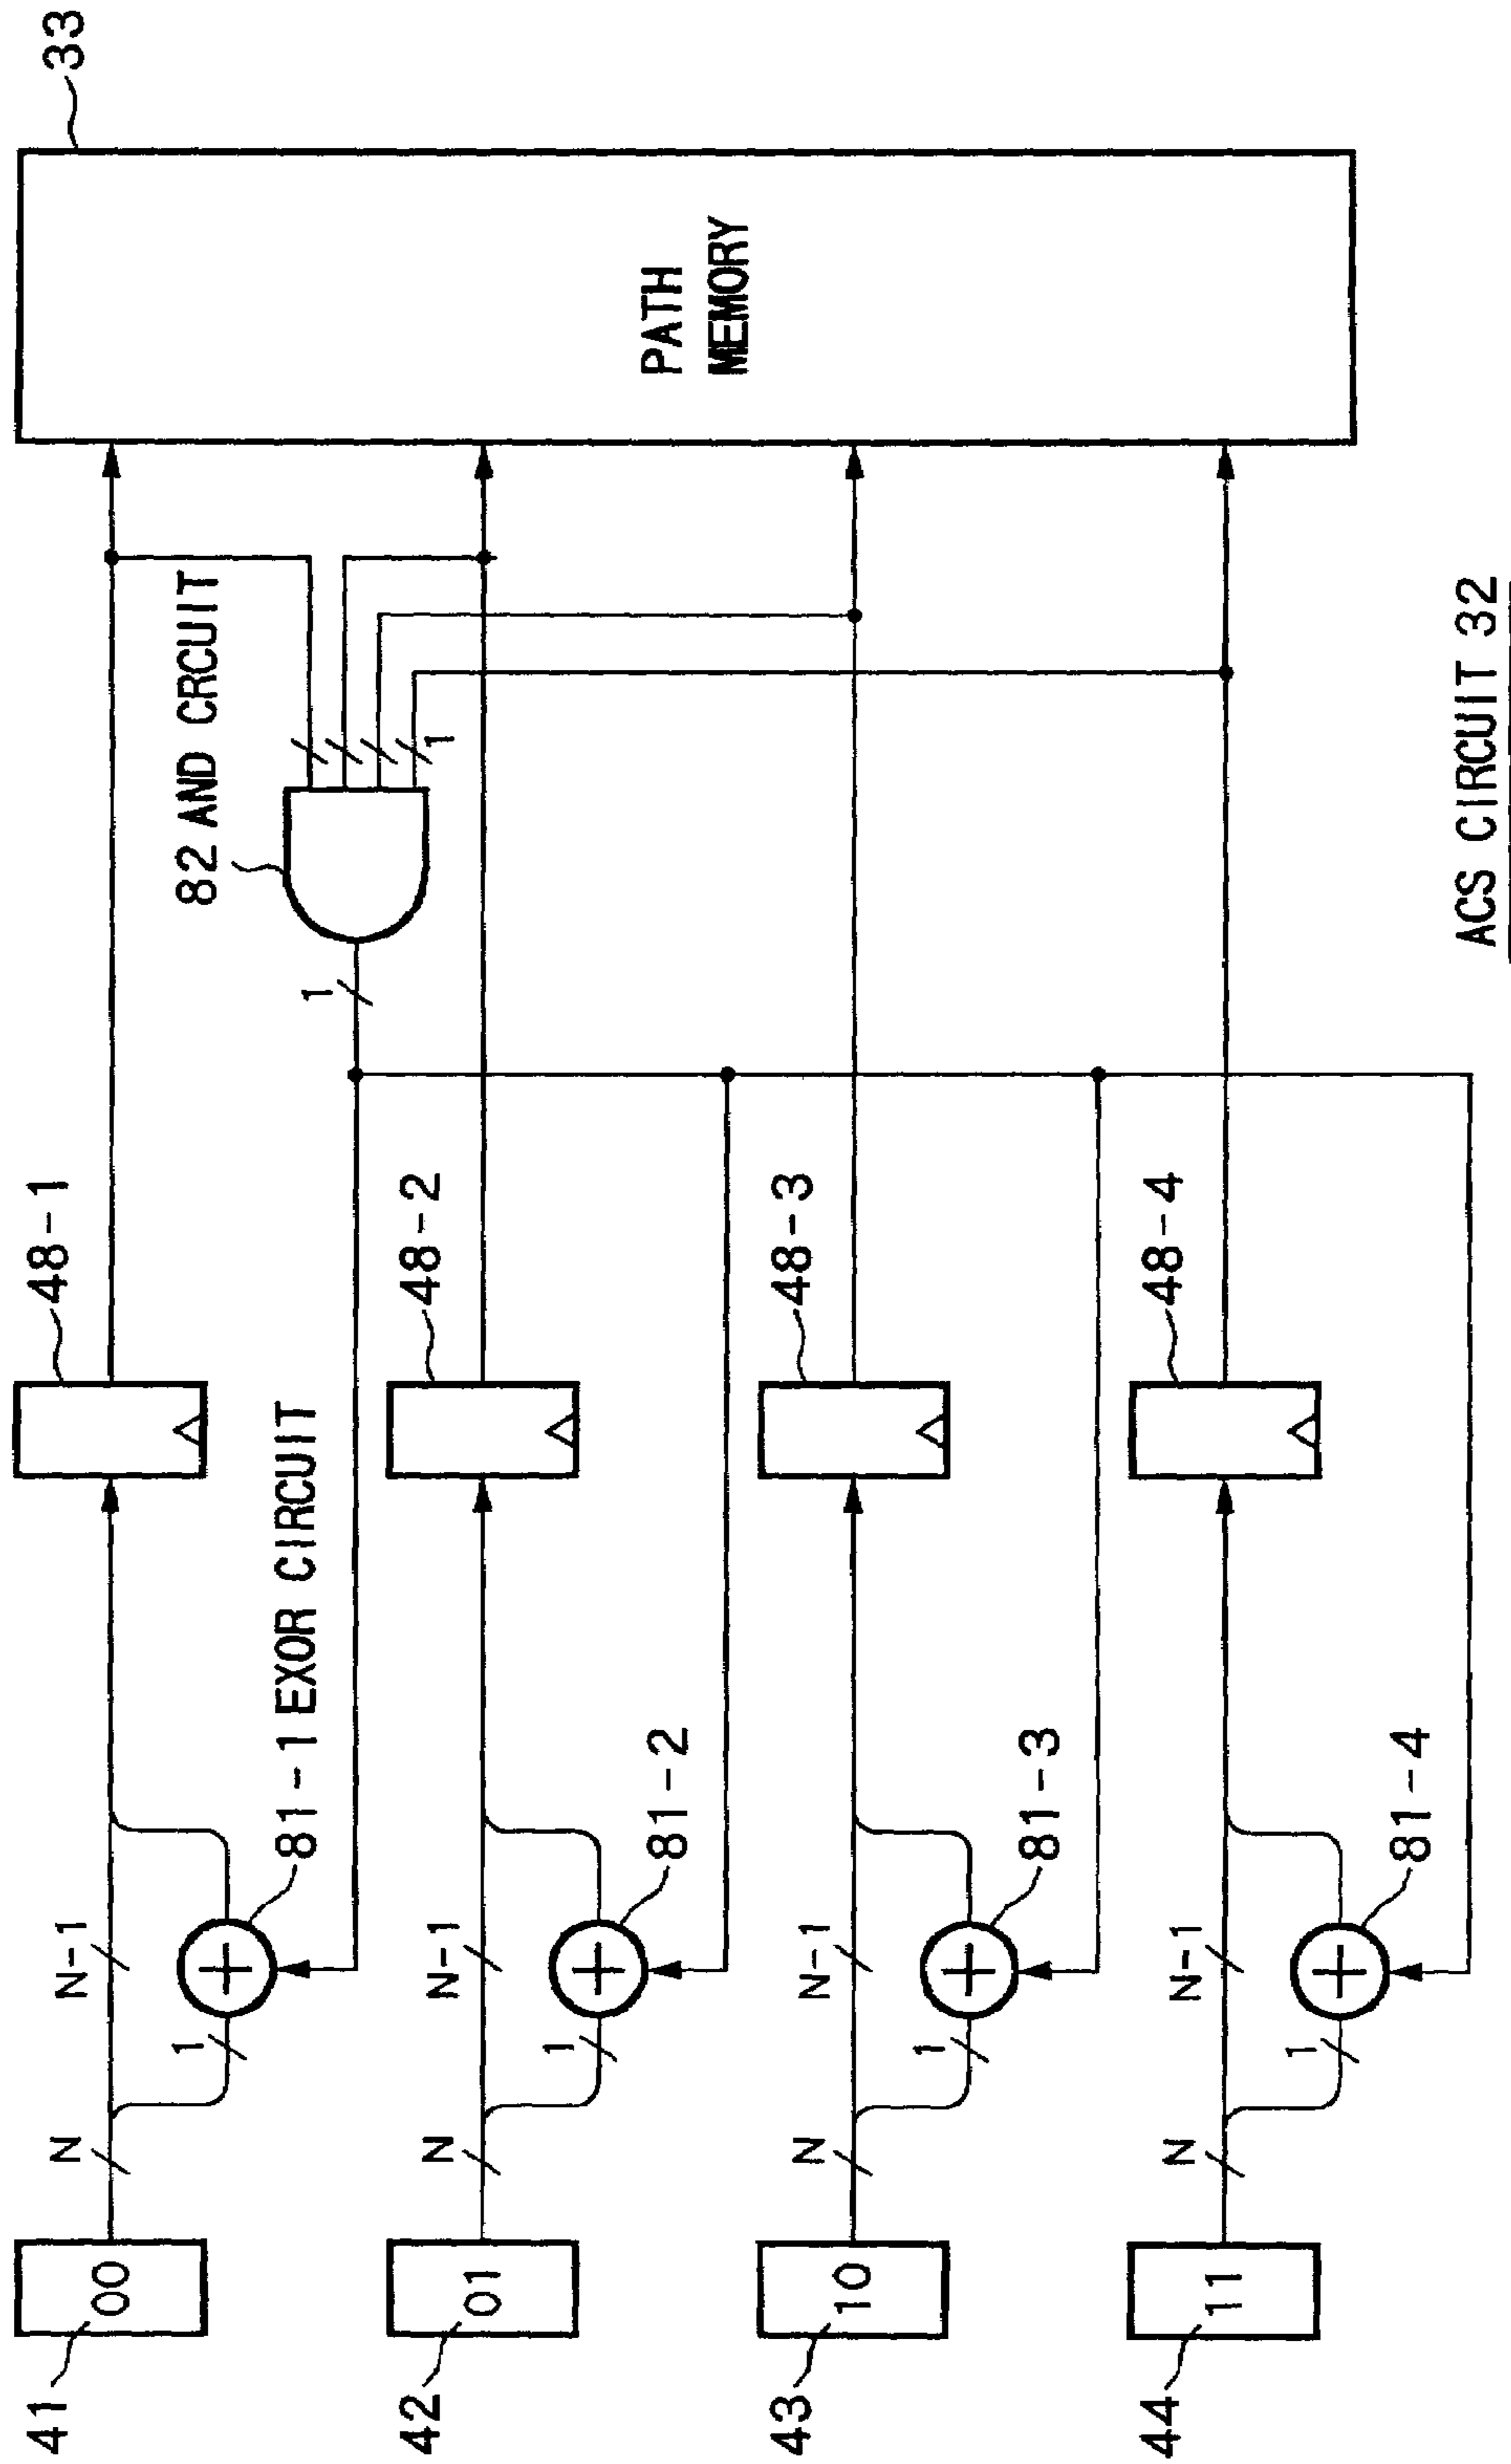 41
00
N
N-1
1
81-1 EXOR CIRCUIT
48-1
82 AND CRCUIT
1
1
33
PATH
MEMORY
42
01
N
N-1
1
81-2
48-2
43
10
N
N-1
1
81-3
48-3
44
11
N
N-1
1
81-4
48-4
ACS CIRCUIT 32